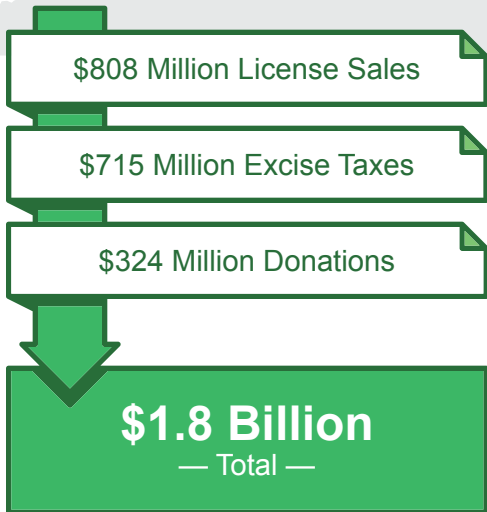 $808 Million License Sales
$715 Million Excise Taxes
$324 Million Donations
$1.8 Billion
— Total —